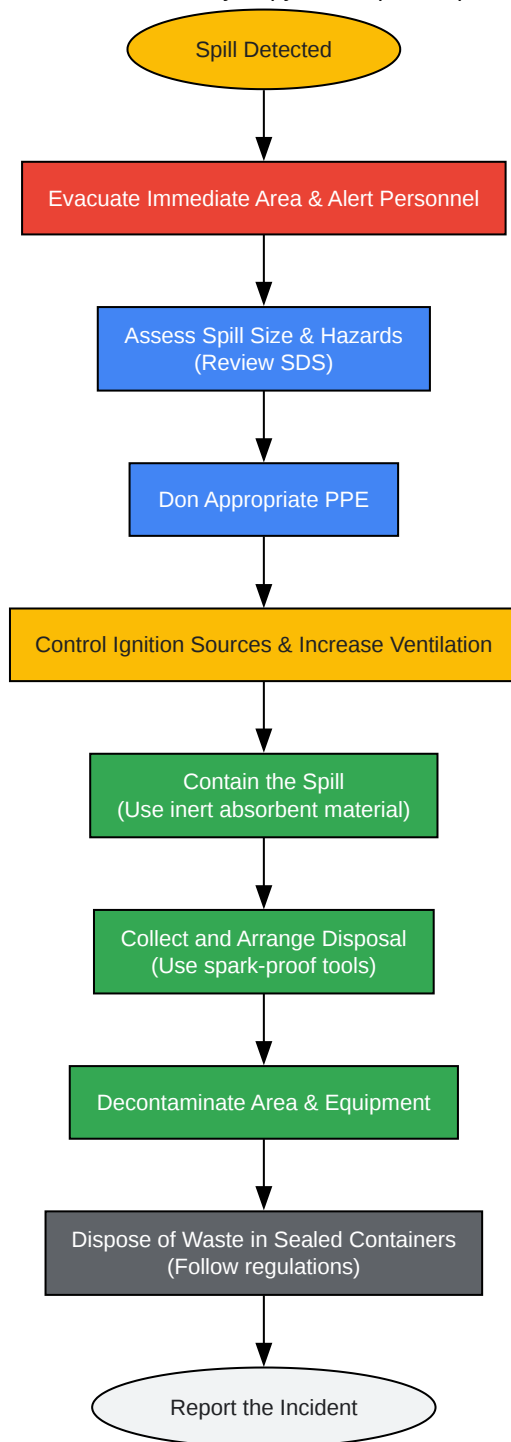 Spill Detected
Evacuate Immediate Area & Alert Personnel
Assess Spill Size & Hazards
(Review SDS)
Don Appropriate PPE
Control Ignition Sources & Increase Ventilation
Contain the Spill
(Use inert absorbent material)
Collect and Arrange Disposal
(Use spark-proof tools)
Decontaminate Area & Equipment
Dispose of Waste in Sealed Containers
(Follow regulations)
Report the Incident